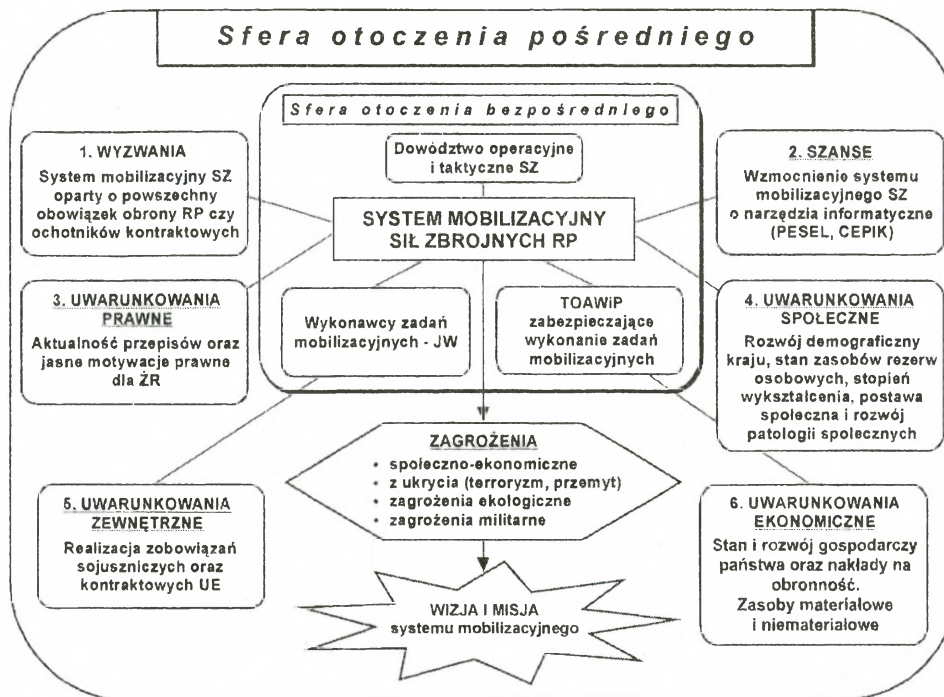 Sfera otoczenia pośredniego
Sfera otoczenia bezpośredniego
Dowództwo operacyjne
i taktyczne SZ
SYSTEM MOBILIZACYJNY
SIŁ ZBROJNYCH RP
Wykonawcy zadań
mobilizacyjnych - JW
TOAWiP
zabezpieczające
wykonanie zadań
mobilizacyjnych
1. WYZWANIA
System mobilizacyjny SZ
oparty o powszechny
obowiązek obrony RP czy
ochotników kontraktowych
2. SZANSE
Wzmocnienie systemu
mobilizacyjnego SZ
o narzędzia informatyczne
(PESEL, CEPIK)
3. UWARUNKOWANIA
PRAWNE
Aktualność przepisów oraz
jasne motywacje prawne
dla ŻR
4. UWARUNKOWANIA
SPOŁECZNE
Rozwój demograficzny
kraju, stan zasobów rezerw
osobowych, stopień
wykształcenia, postawa
społeczna i rozwój
patologii społecznych
ZAGROŻENIA
• społeczno-ekonomiczne
• z ukrycia (terroryzm, przemyt)
• zagrożenia ekologiczne
• zagrożenia militarne
5. UWARUNKOWANIA
ZEWNĘTRZNE
Realizacja zobowiązań
sojuszniczych oraz
kontraktowych UE
6. UWARUNKOWANIA
EKONOMICZNE
Stan i rozwój gospodarczy
państwa oraz nakłady na
obronność.
Zasoby materiałowe
i niematerialowe
WIZJA I MISJA
systemu mobilizacyjnego